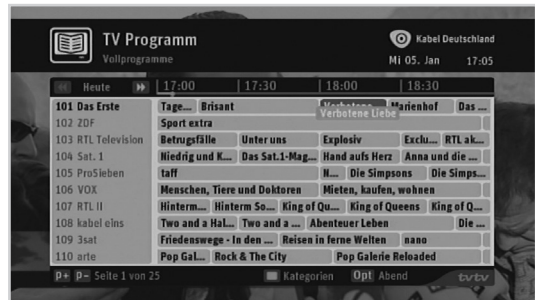 TV Programm
Vollprogramme
Kabel Deutschland
Mi 05. Jan 17:05
Heute 17:00 17:30 18:00 18:30
101 Das Erste Tage... Brisant Verbotene Marienhof Das ...
Verbotene Liebe
102 ZDF Sport extra
103 RTL Television Betrugsfälle Unter uns Explosiv Exclu... RTL ak...
104 Sat. 1 Niedrig und K... Das Sat.1-Mag... Hand aufs Herz Anna und die ...
105 ProSieben taff N... Die Simpsons Die Simps...
106 VOX Menschen, Tiere und Doktoren Mieten, kaufen, wohnen
107 RTL II Hinterm... Hinterm So... King of Qu... King of Queens King of Q...
108 kabel eins Two and a Hal... Two and a ... Abenteuer Leben Die ...
109 3sat Friedenswege - In den ... Reisen in ferne Welten nano
110 arte Pop Gal... Rock & The City Pop Galerie Reloaded
P+ P- Seite 1 von 25 Kategorien Opt Abend tvtv